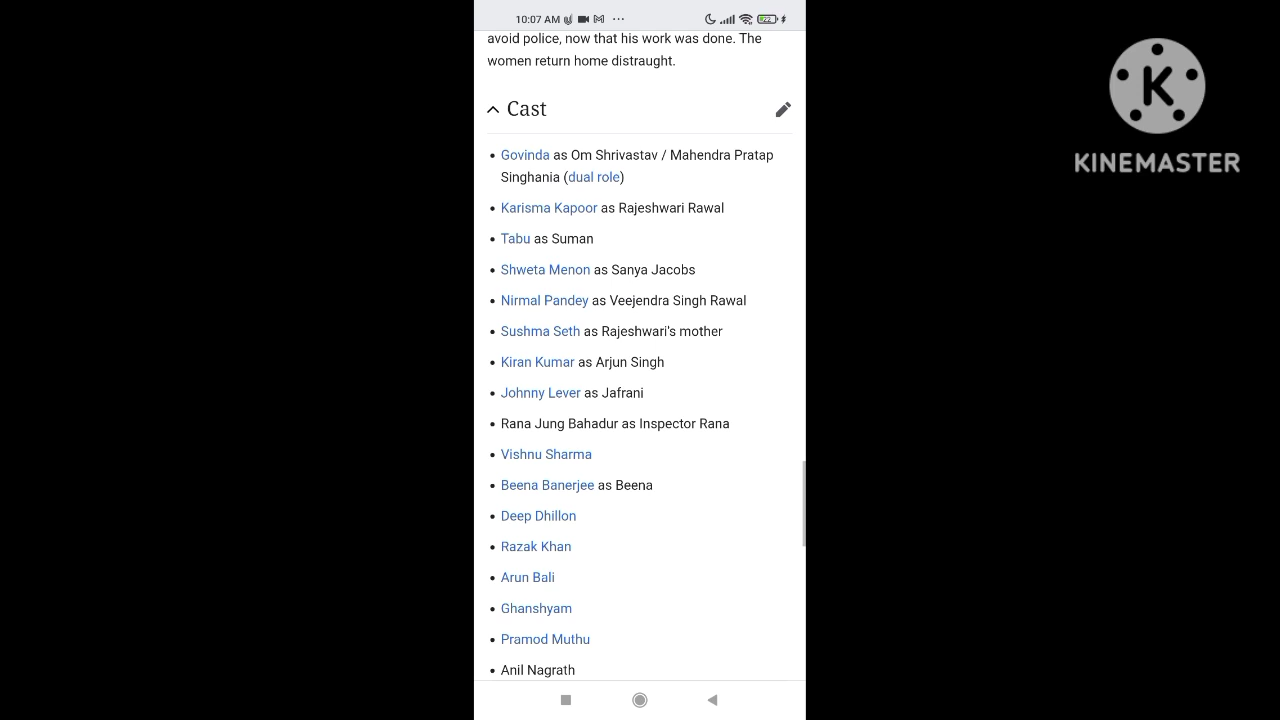 10:07 AM
22
avoid police, now that his work was done. The
women return home distraught.
Cast
K
KINEMASTER
• Govinda as Om Shrivastav / Mahendra Pratap
Singhania (dual role)
• Karisma Kapoor as Rajeshwari Rawal
• Tabu as Suman
• Shweta Menon as Sanya Jacobs
• Nirmal Pandey as Veejendra Singh Rawal
• Sushma Seth as Rajeshwari's mother
• Kiran Kumar as Arjun Singh
• Johnny Lever as Jafrani
• Rana Jung Bahadur as Inspector Rana
• Vishnu Sharma
• Beena Banerjee as Beena
• Deep Dhillon
• Razak Khan
• Arun Bali
• Ghanshyam
• Pramod Muthu
• Anil Nagrath